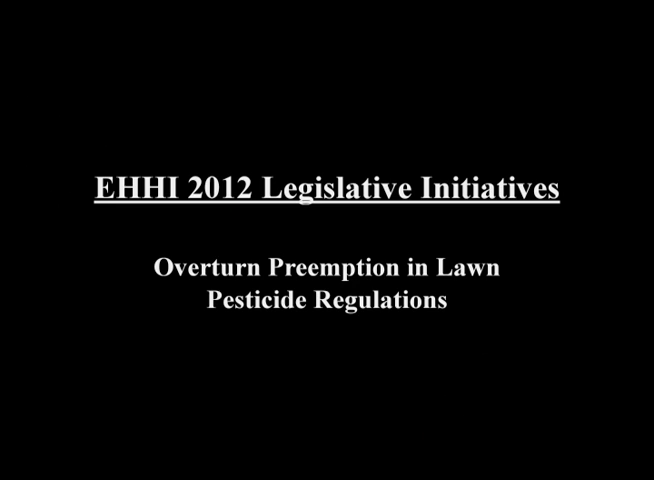 EHHI 2012 Legislative Initiatives
Overturn Preemption in Lawn
Pesticide Regulations